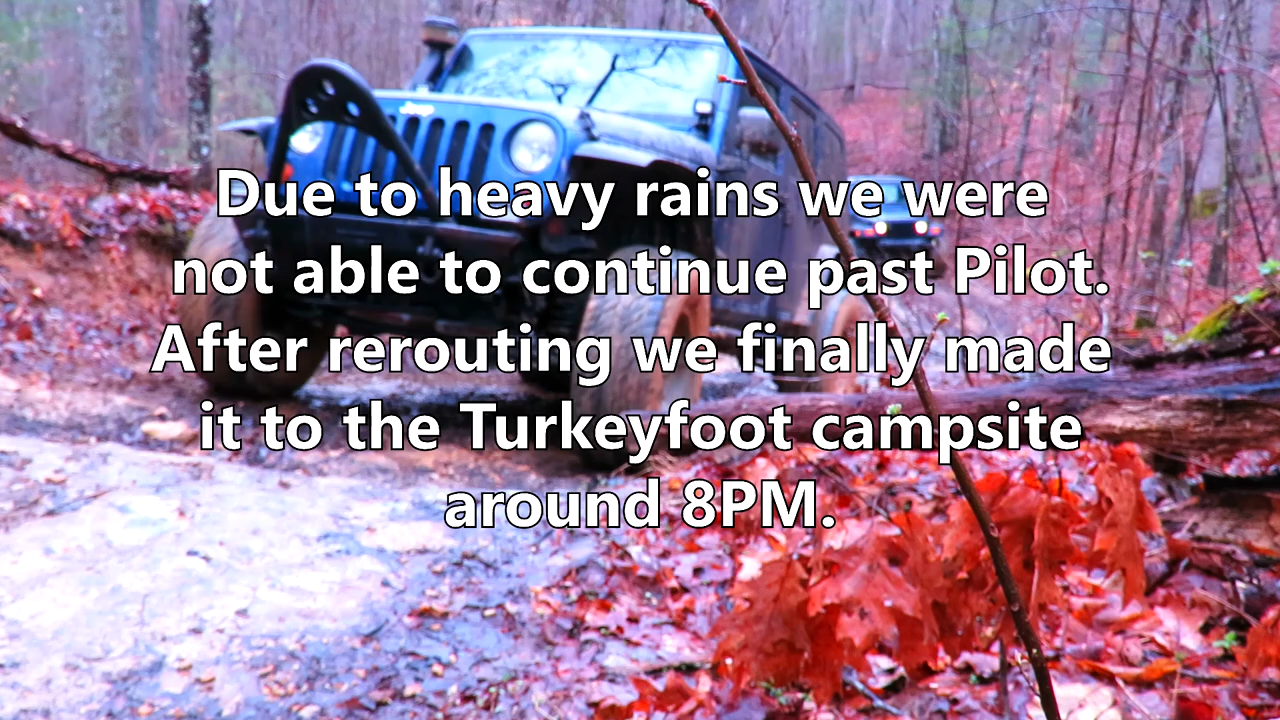 Jeep
Due to heavy rains we were
not able to continue past Pilot.
After rerouting we finally made
it to the Turkeyfoot campsite
around 8PM.